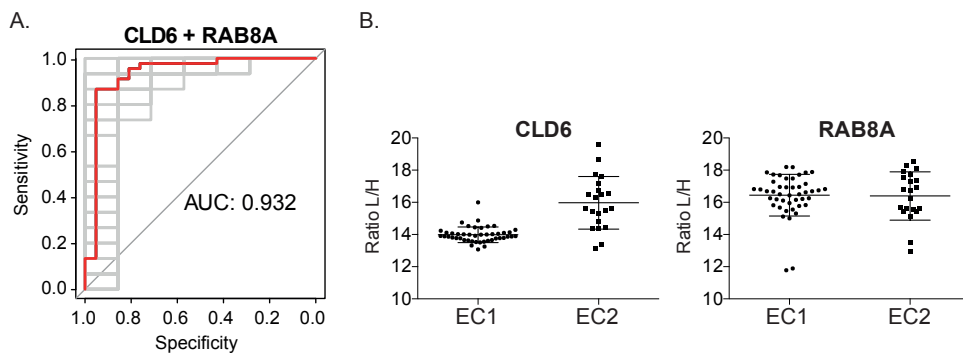 A.
CLD6 + RAB8A
1.0
0.8
0.6
0.4
0.2
0.0
Sensitivity
AUC: 0.932
1.0 0.8 0.6 0.4 0.2 0.0
Specificity
B.
CLD6
20
18
16
14
12
10
Ratio L/H
EC1 EC2
RAB8A
20
18
16
14
12
10
Ratio L/H
EC1 EC2